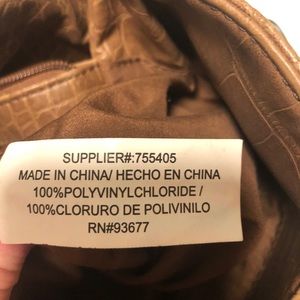 SUPPLIER#:755405
MADE IN CHINA/ HECHO EN CHINA
100%POLYVINYLCHLORIDE /
100%CLORURO DE POLIVINILO
RN#93677